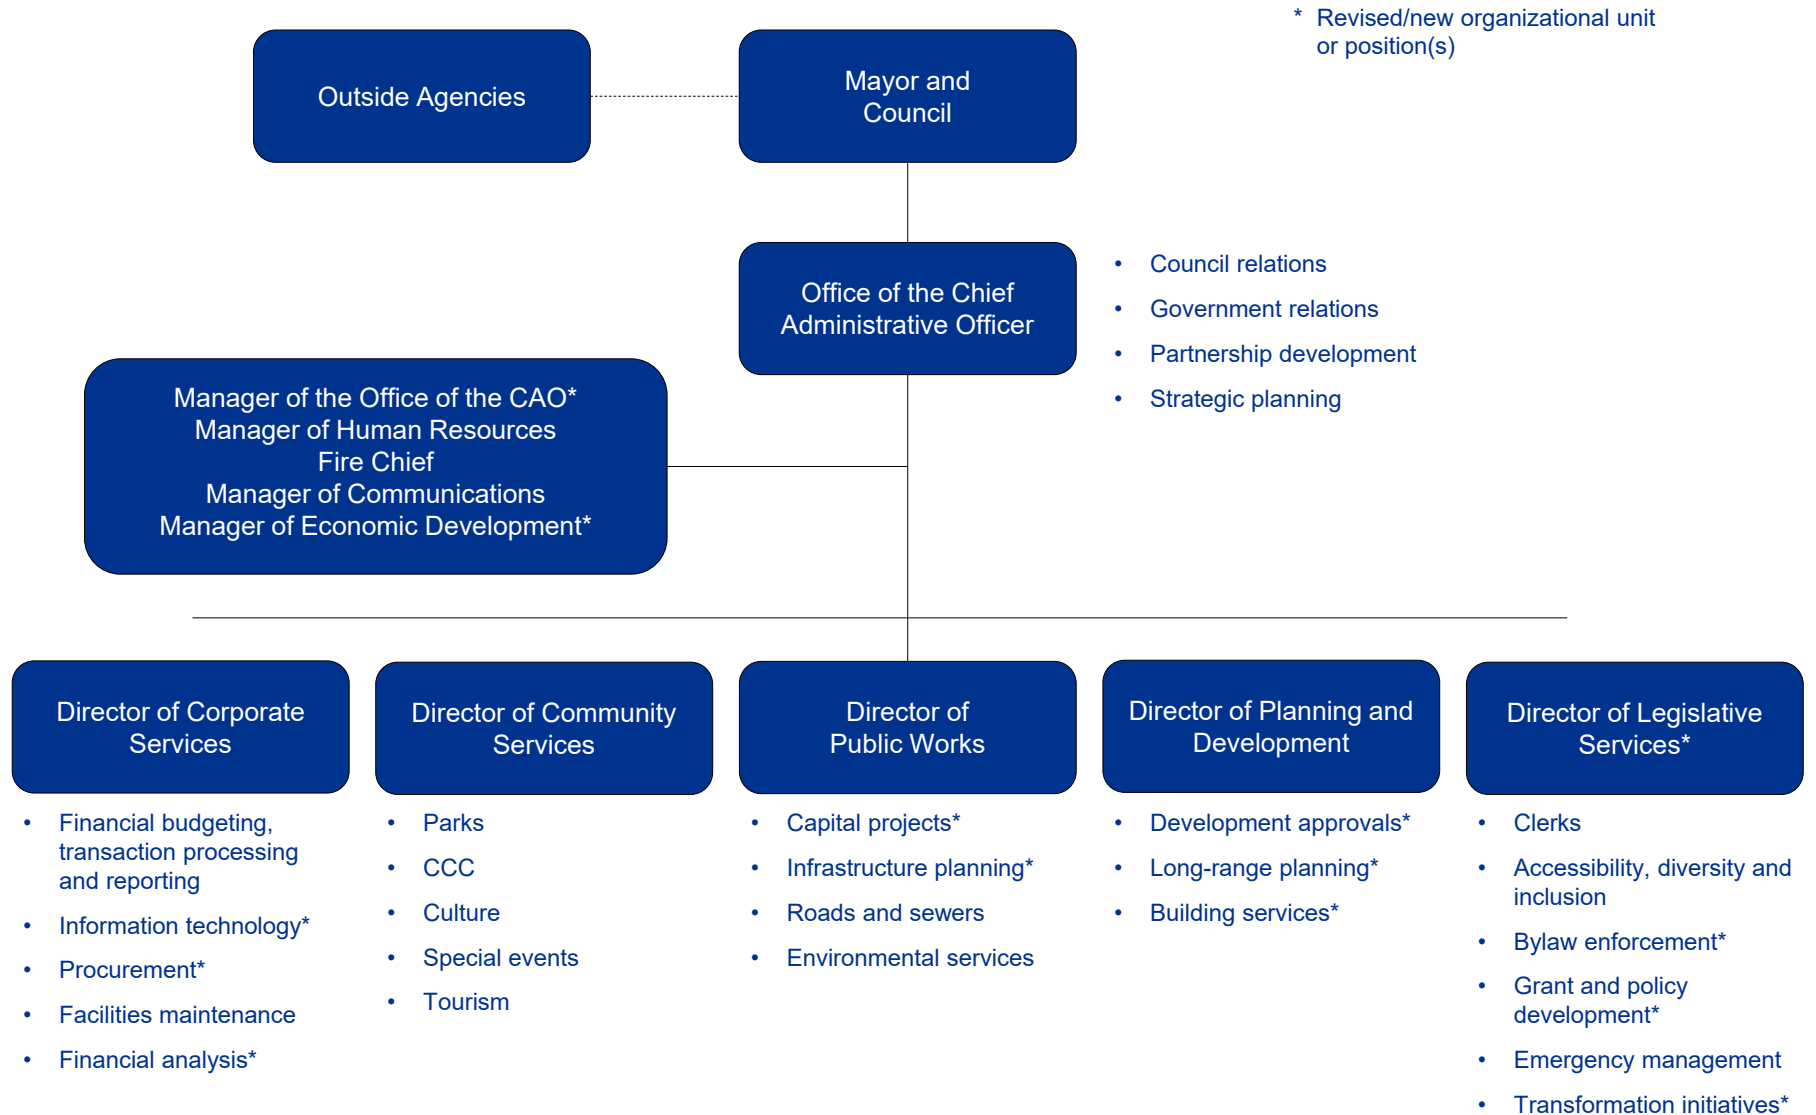 * Revised/new organizational unit
or position(s)
Outside Agencies
Mayor and
Council
Office of the Chief
Administrative Officer
• Council relations
• Government relations
• Partnership development
• Strategic planning
Manager of the Office of the CAO*
Manager of Human Resources
Fire Chief
Manager of Communications
Manager of Economic Development*
Director of Corporate
Services
• Financial budgeting,
transaction processing
and reporting
• Information technology*
• Procurement*
• Facilities maintenance
• Financial analysis*
Director of Community
Services
• Parks
• CCC
• Culture
• Special events
• Tourism
Director of
Public Works
• Capital projects*
• Infrastructure planning*
• Roads and sewers
• Environmental services
Director of Planning and
Development
• Development approvals*
• Long-range planning*
• Building services*
Director of Legislative
Services*
• Clerks
• Accessibility, diversity and
inclusion
• Bylaw enforcement*
• Grant and policy
development*
• Emergency management
• Transformation initiatives*